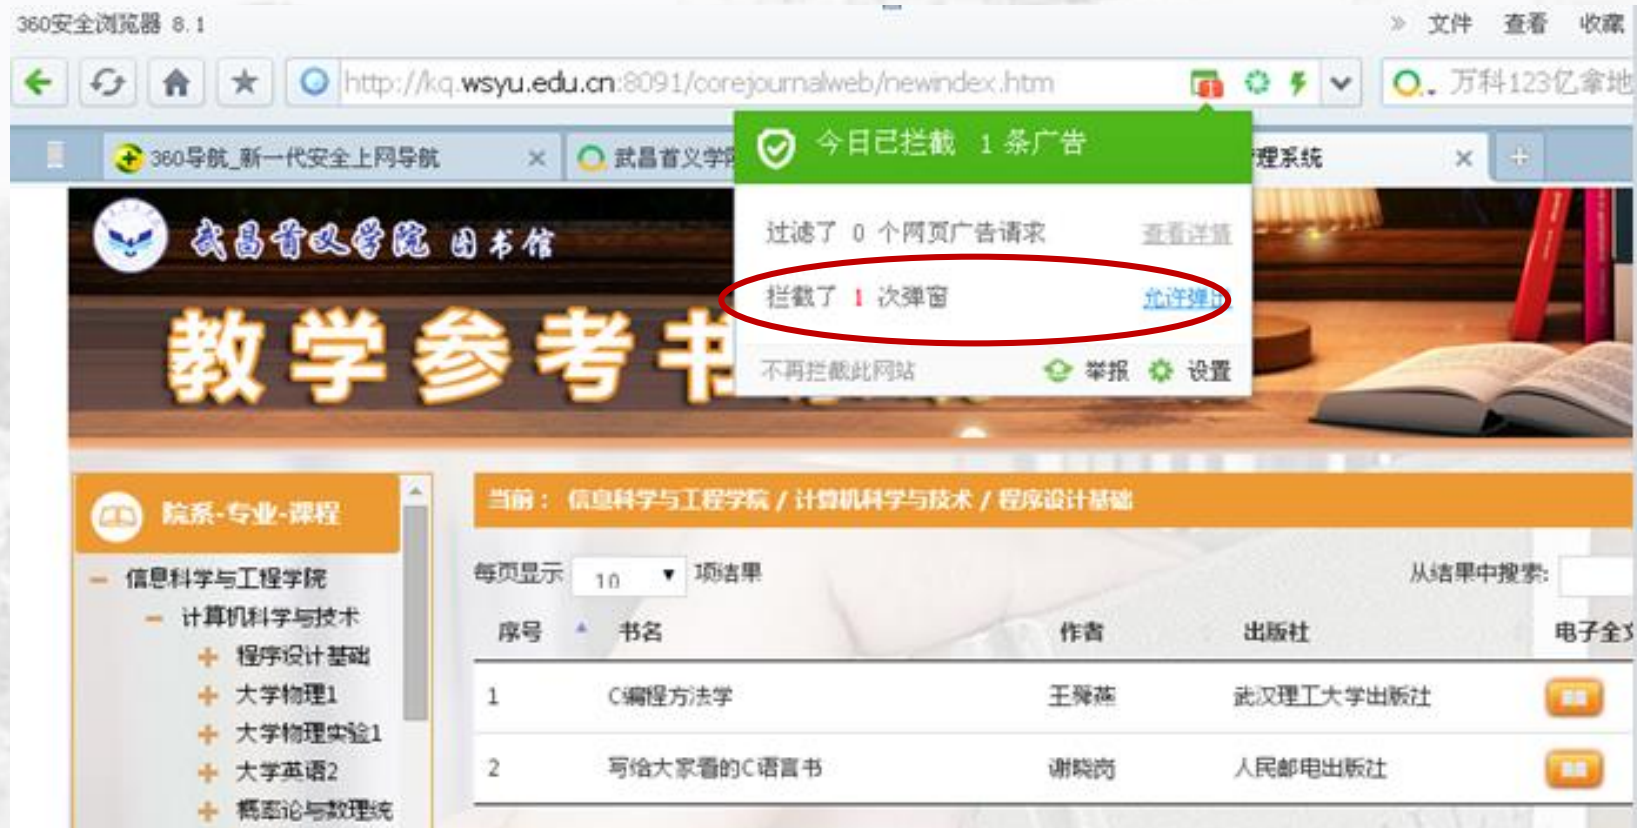 360安全浏览器 8.1
» 文件 查看 收藏
http://kq.wsyu.edu.cn:8091/corejournalweb/newindex.htm
万科123亿拿地
360导航_新一代安全上网导航
武昌首义学
理系统
今日已拦截 1 条广告
武昌首义学院 图书馆
过滤了 0 个网页广告请求 查看详情
拦截了 1 次弹窗 允许弹出
教学参考书
不再拦截此网站 举报 设置
院系-专业-课程
当前： 信息科学与工程学院 / 计算机科学与技术 / 程序设计基础
信息科学与工程学院
每页显示 10 项结果 从结果中搜索:
计算机科学与技术
序号 书名 作者 出版社 电子全文
程序设计基础
大学物理1
1 C编程方法学 王舜燕 武汉理工大学出版社
大学物理实验1
大学英语2
2 写给大家看的C语言书 谢晓岗 人民邮电出版社
概率论与数理统